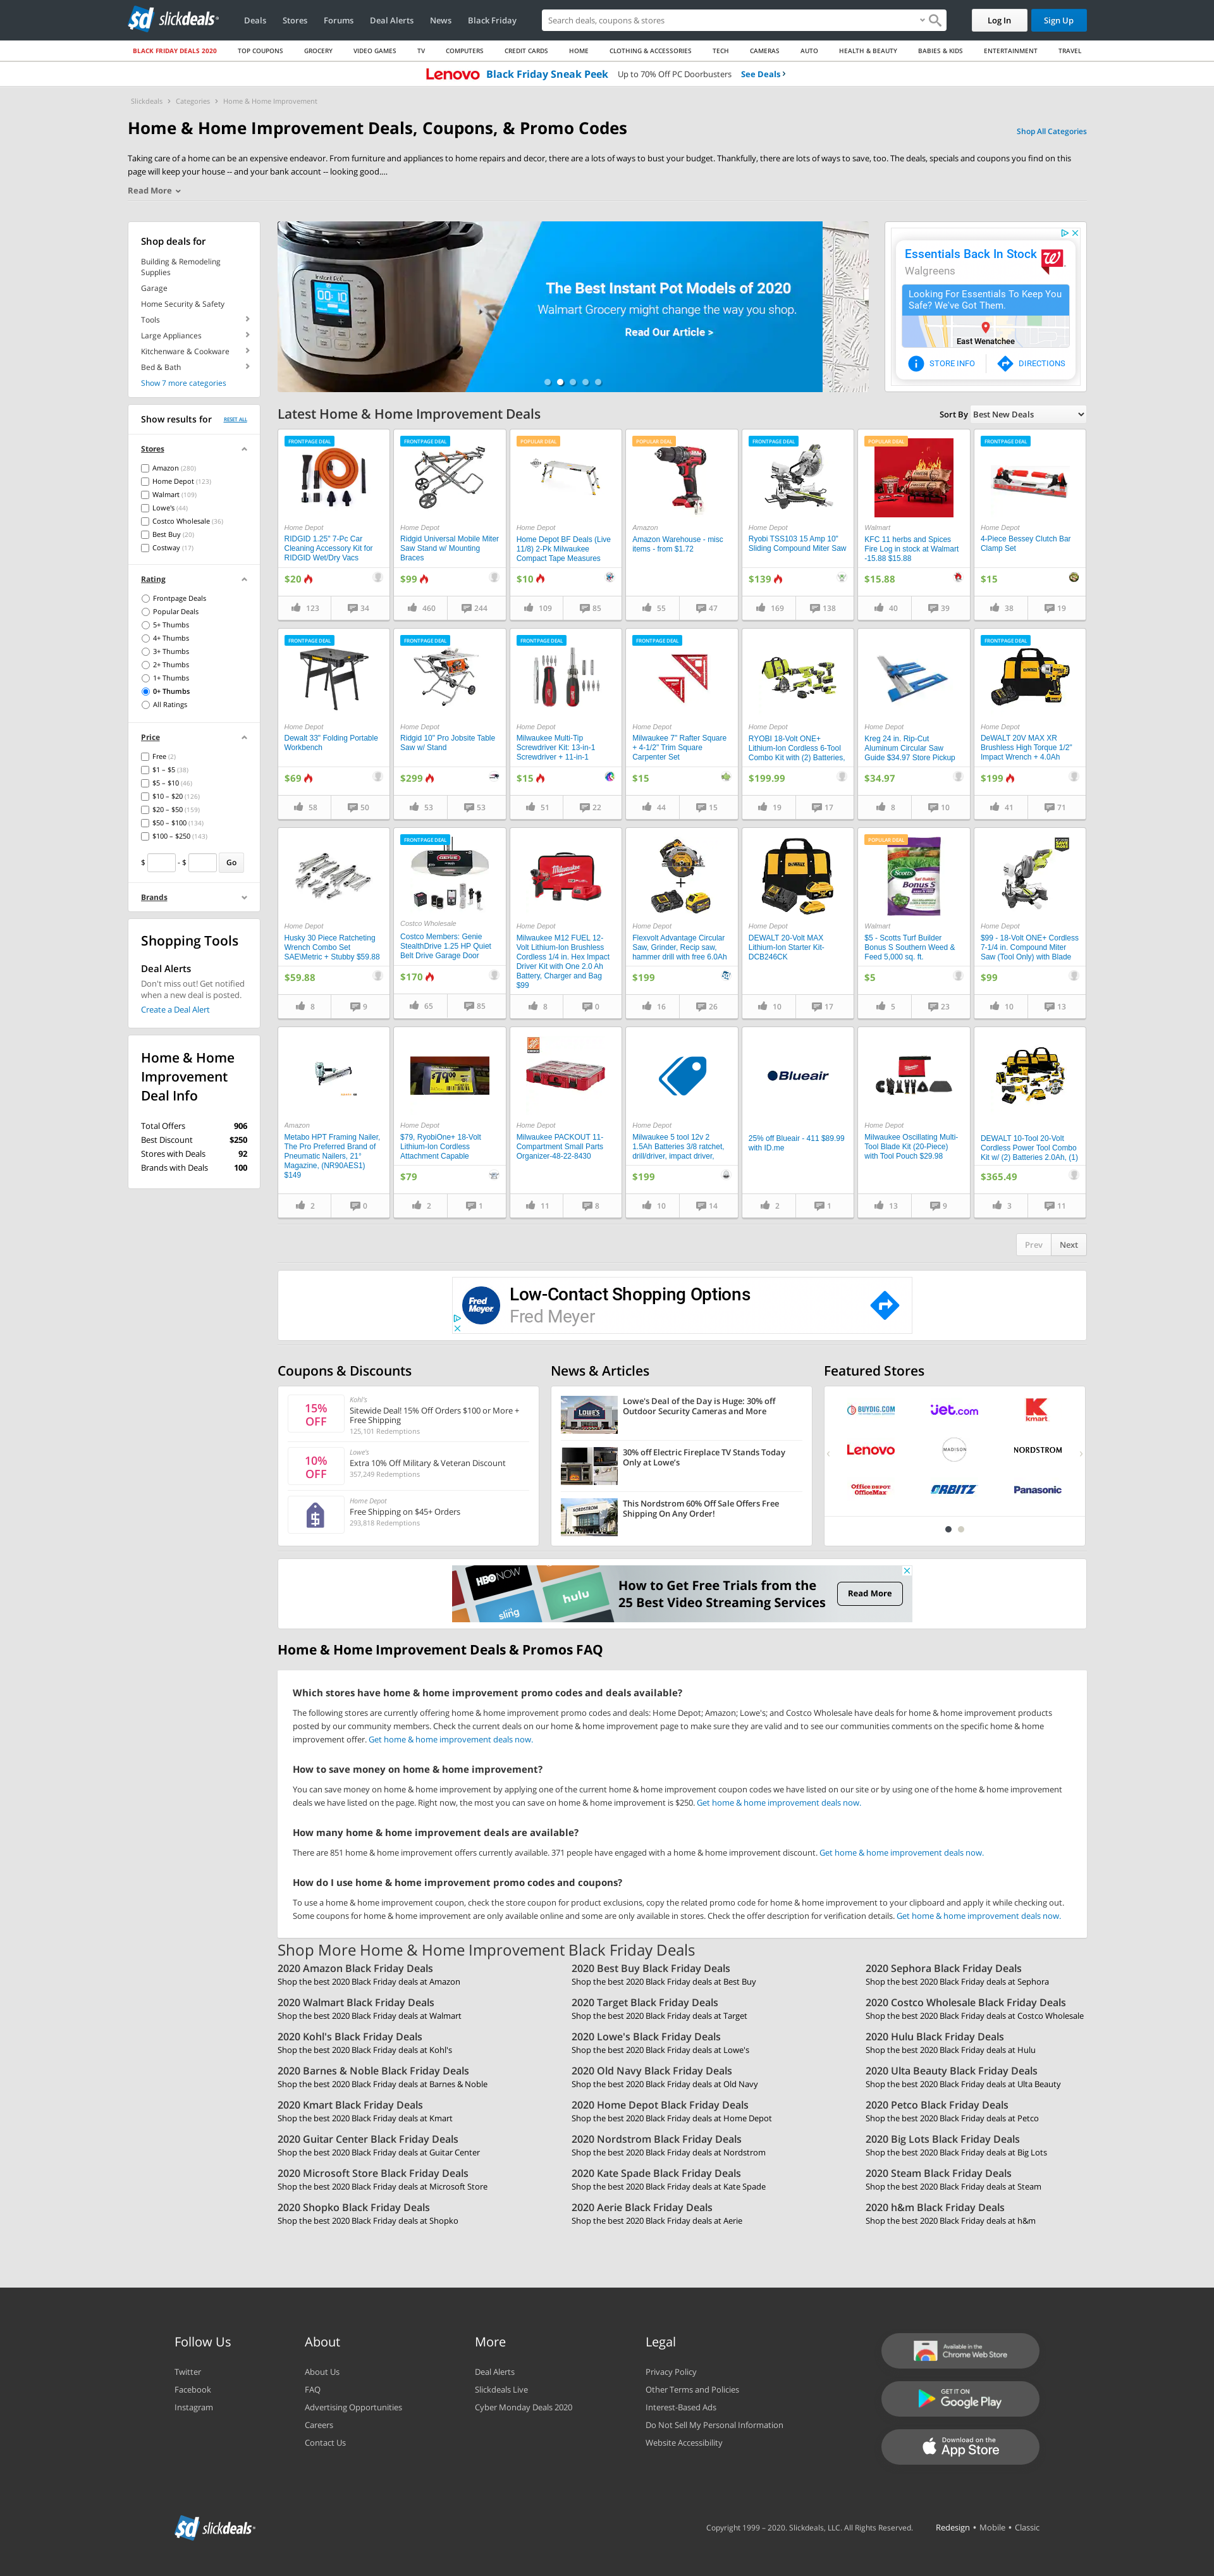 slickdeals
Deals
Stores
Forums
Deal Alerts
News
Black Friday
Search deals, coupons & stores
Log In
Sign Up
BLACK FRIDAY DEALS 2020
TOP COUPONS
GROCERY
VIDEO GAMES
TV
COMPUTERS
CREDIT CARDS
HOME
CLOTHING & ACCESSORIES
TECH
CAMERAS
AUTO
HEALTH & BEAUTY
BABIES & KIDS
ENTERTAINMENT
TRAVEL
Lenovo Black Friday Sneak Peek Up to 70% Off PC Doorbusters See Deals
Slickdeals > Categories > Home & Home Improvement
Home & Home Improvement Deals, Coupons, & Promo Codes
Shop All Categories
Taking care of a home can be an expensive endeavor. From furniture and appliances to home repairs and decor, there are a lots of ways to bust your budget. Thankfully, there are lots of ways to save, too. The deals, specials and coupons you find on this
page will keep your house -- and your bank account -- looking good....
Read More
Shop deals for
Building & Remodeling
Supplies
Garage
Home Security & Safety
Tools
Large Appliances
Kitchenware & Cookware
Bed & Bath
Show 7 more categories
Show results for
RESET ALL
Stores
Amazon (280)
Home Depot (123)
Walmart (109)
Lowe's (44)
Costco Wholesale (36)
Best Buy (20)
Costway (17)
Rating
Frontpage Deals
Popular Deals
5+ Thumbs
4+ Thumbs
3+ Thumbs
2+ Thumbs
1+ Thumbs
0+ Thumbs
All Ratings
Price
Free (2)
$1 – $5 (38)
$5 – $10 (46)
$10 – $20 (126)
$20 – $50 (159)
$50 – $100 (134)
$100 – $250 (143)
$ - $ Go
Brands
Shopping Tools
Deal Alerts
Don't miss out! Get notified
when a new deal is posted.
Create a Deal Alert
Home & Home
Improvement
Deal Info
Total Offers 906
Best Discount $250
Stores with Deals 92
Brands with Deals 100
The Best Instant Pot Models of 2020
Walmart Grocery might change the way you shop.
Read Our Article >
Essentials Back In Stock
Walgreens
Looking For Essentials To Keep You
Safe? We've Got Them.
East Wenatchee
STORE INFO
DIRECTIONS
Latest Home & Home Improvement Deals
Sort By Best New Deals
FRONTPAGE DEAL
Home Depot
RIDGID 1.25" 7-Pc Car
Cleaning Accessory Kit for
RIDGID Wet/Dry Vacs
$20
123 34
FRONTPAGE DEAL
Home Depot
Ridgid Universal Mobile Miter
Saw Stand w/ Mounting
Braces
$99
460 244
POPULAR DEAL
Home Depot
Home Depot BF Deals (Live
11/8) 2-Pk Milwaukee
Compact Tape Measures
$10
109 85
POPULAR DEAL
Amazon
Amazon Warehouse - misc
items - from $1.72
55 47
FRONTPAGE DEAL
Home Depot
Ryobi TSS103 15 Amp 10"
Sliding Compound Miter Saw
$139
169 138
POPULAR DEAL
Walmart
KFC 11 herbs and Spices
Fire Log in stock at Walmart
-15.88 $15.88
$15.88
40 39
FRONTPAGE DEAL
Home Depot
4-Piece Bessey Clutch Bar
Clamp Set
$15
38 19
FRONTPAGE DEAL
Home Depot
Dewalt 33" Folding Portable
Workbench
$69
58 50
FRONTPAGE DEAL
Home Depot
Ridgid 10" Pro Jobsite Table
Saw w/ Stand
$299
53 53
FRONTPAGE DEAL
Home Depot
Milwaukee Multi-Tip
Screwdriver Kit: 13-in-1
Screwdriver + 11-in-1
$15
51 22
FRONTPAGE DEAL
Home Depot
Milwaukee 7" Rafter Square
+ 4-1/2" Trim Square
Carpenter Set
$15
44 15
Home Depot
RYOBI 18-Volt ONE+
Lithium-Ion Cordless 6-Tool
Combo Kit with (2) Batteries,
$199.99
19 17
Home Depot
Kreg 24 in. Rip-Cut
Aluminum Circular Saw
Guide $34.97 Store Pickup
$34.97
8 10
FRONTPAGE DEAL
Home Depot
DeWALT 20V MAX XR
Brushless High Torque 1/2"
Impact Wrench + 4.0Ah
$199
41 71
Home Depot
Husky 30 Piece Ratcheting
Wrench Combo Set
SAE\Metric + Stubby $59.88
$59.88
8 9
FRONTPAGE DEAL
Costco Wholesale
Costco Members: Genie
StealthDrive 1.25 HP Quiet
Belt Drive Garage Door
$170
65 85
Home Depot
Milwaukee M12 FUEL 12-
Volt Lithium-Ion Brushless
Cordless 1/4 in. Hex Impact
Driver Kit with One 2.0 Ah
Battery, Charger and Bag
$99
8 0
Home Depot
Flexvolt Advantage Circular
Saw, Grinder, Recip saw,
hammer drill with free 6.0Ah
$199
16 26
Home Depot
DEWALT 20-Volt MAX
Lithium-Ion Starter Kit-
DCB246CK
10 17
POPULAR DEAL
Walmart
$5 - Scotts Turf Builder
Bonus S Southern Weed &
Feed 5,000 sq. ft.
$5
5 23
Home Depot
$99 - 18-Volt ONE+ Cordless
7-1/4 in. Compound Miter
Saw (Tool Only) with Blade
$99
10 13
Amazon
Metabo HPT Framing Nailer,
The Pro Preferred Brand of
Pneumatic Nailers, 21°
Magazine, (NR90AES1)
$149
2 0
Home Depot
$79, RyobiOne+ 18-Volt
Lithium-Ion Cordless
Attachment Capable
$79
2 1
Home Depot
Milwaukee PACKOUT 11-
Compartment Small Parts
Organizer-48-22-8430
11 8
Home Depot
Milwaukee 5 tool 12v 2
1.5Ah Batteries 3/8 ratchet,
drill/driver, impact driver,
$199
10 14
Blueair
25% off Blueair - 411 $89.99
with ID.me
2 1
Home Depot
Milwaukee Oscillating Multi-
Tool Blade Kit (20-Piece)
with Tool Pouch $29.98
13 9
DEWALT 10-Tool 20-Volt
Cordless Power Tool Combo
Kit w/ (2) Batteries 2.0Ah, (1)
$365.49
3 11
Prev Next
Fred Meyer
Low-Contact Shopping Options
Fred Meyer
Coupons & Discounts
15% OFF
Kohl's
Sitewide Deal! 15% Off Orders $100 or More +
Free Shipping
125,101 Redemptions
10% OFF
Lowe's
Extra 10% Off Military & Veteran Discount
357,249 Redemptions
Home Depot
Free Shipping on $45+ Orders
293,818 Redemptions
News & Articles
Lowe's Deal of the Day is Huge: 30% off
Outdoor Security Cameras and More
30% off Electric Fireplace TV Stands Today
Only at Lowe's
This Nordstrom 60% Off Sale Offers Free
Shipping On Any Order!
Featured Stores
BUYDIG.COM
jet.com
kmart
Lenovo
MADISON
NORDSTROM
Office DEPOT OfficeMax
ORBITZ
Panasonic
HBO NOW
sling
hulu
How to Get Free Trials from the
25 Best Video Streaming Services
Read More
Home & Home Improvement Deals & Promos FAQ
Which stores have home & home improvement promo codes and deals available?
The following stores are currently offering home & home improvement promo codes and deals: Home Depot; Amazon; Lowe's; and Costco Wholesale have deals for home & home improvement products
posted by our community members. Check the current deals on our home & home improvement page to make sure they are valid and to see our communities comments on the specific home & home
improvement offer. Get home & home improvement deals now.
How to save money on home & home improvement?
You can save money on home & home improvement by applying one of the current home & home improvement coupon codes we have listed on our site or by using one of the home & home improvement
deals we have listed on the page. Right now, the most you can save on home & home improvement is $250. Get home & home improvement deals now.
How many home & home improvement deals are available?
There are 851 home & home improvement offers currently available. 371 people have engaged with a home & home improvement discount. Get home & home improvement deals now.
How do I use home & home improvement promo codes and coupons?
To use a home & home improvement coupon, check the store coupon for product exclusions, copy the related promo code for home & home improvement to your clipboard and apply it while checking out.
Some coupons for home & home improvement are only available online and some are only available in stores. Check the offer description for verification details. Get home & home improvement deals now.
Shop More Home & Home Improvement Black Friday Deals
2020 Amazon Black Friday Deals
Shop the best 2020 Black Friday deals at Amazon
2020 Best Buy Black Friday Deals
Shop the best 2020 Black Friday deals at Best Buy
2020 Sephora Black Friday Deals
Shop the best 2020 Black Friday deals at Sephora
2020 Walmart Black Friday Deals
Shop the best 2020 Black Friday deals at Walmart
2020 Target Black Friday Deals
Shop the best 2020 Black Friday deals at Target
2020 Costco Wholesale Black Friday Deals
Shop the best 2020 Black Friday deals at Costco Wholesale
2020 Kohl's Black Friday Deals
Shop the best 2020 Black Friday deals at Kohl's
2020 Lowe's Black Friday Deals
Shop the best 2020 Black Friday deals at Lowe's
2020 Hulu Black Friday Deals
Shop the best 2020 Black Friday deals at Hulu
2020 Barnes & Noble Black Friday Deals
Shop the best 2020 Black Friday deals at Barnes & Noble
2020 Old Navy Black Friday Deals
Shop the best 2020 Black Friday deals at Old Navy
2020 Ulta Beauty Black Friday Deals
Shop the best 2020 Black Friday deals at Ulta Beauty
2020 Kmart Black Friday Deals
Shop the best 2020 Black Friday deals at Kmart
2020 Home Depot Black Friday Deals
Shop the best 2020 Black Friday deals at Home Depot
2020 Petco Black Friday Deals
Shop the best 2020 Black Friday deals at Petco
2020 Guitar Center Black Friday Deals
Shop the best 2020 Black Friday deals at Guitar Center
2020 Nordstrom Black Friday Deals
Shop the best 2020 Black Friday deals at Nordstrom
2020 Big Lots Black Friday Deals
Shop the best 2020 Black Friday deals at Big Lots
2020 Microsoft Store Black Friday Deals
Shop the best 2020 Black Friday deals at Microsoft Store
2020 Kate Spade Black Friday Deals
Shop the best 2020 Black Friday deals at Kate Spade
2020 Steam Black Friday Deals
Shop the best 2020 Black Friday deals at Steam
2020 Shopko Black Friday Deals
Shop the best 2020 Black Friday deals at Shopko
2020 Aerie Black Friday Deals
Shop the best 2020 Black Friday deals at Aerie
2020 h&m Black Friday Deals
Shop the best 2020 Black Friday deals at h&m
Follow Us
Twitter
Facebook
Instagram
About
About Us
FAQ
Advertising Opportunities
Careers
Contact Us
More
Deal Alerts
Slickdeals Live
Cyber Monday Deals 2020
Legal
Privacy Policy
Other Terms and Policies
Interest-Based Ads
Do Not Sell My Personal Information
Website Accessibility
Available in the
Chrome Web Store
GET IT ON
Google Play
Download on the
App Store
slickdeals
Copyright 1999 – 2020. Slickdeals, LLC. All Rights Reserved.
Redesign • Mobile • Classic